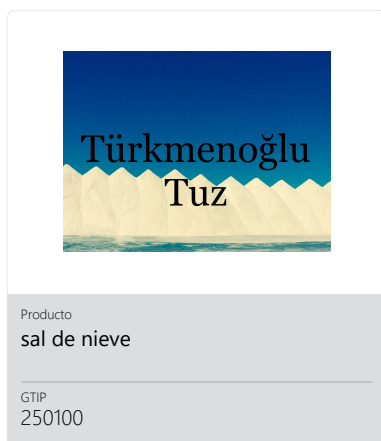 Türkmenoğlu
Tuz
Producto
sal de nieve
GTIP
250100